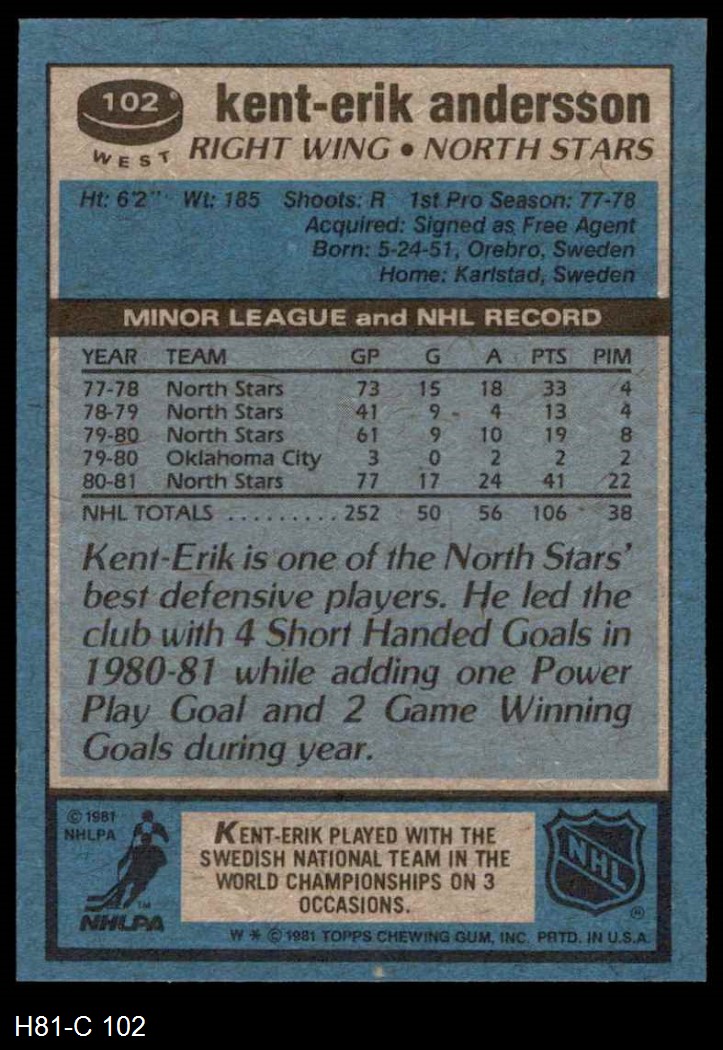 102
WEST
kent-erik andersson
RIGHT WING • NORTH STARS
Ht: 6'2" Wt: 185 Shoots: R 1st Pro Season: 77-78
Acquired: Signed as Free Agent
Born: 5-24-51, Orebro, Sweden
Home: Karlstad, Sweden
MINOR LEAGUE and NHL RECORD
YEAR TEAM GP G A PTS PIM
77-78 North Stars 73 15 18 33 4
78-79 North Stars 41 9 4 13 4
79-80 North Stars 61 9 10 19 8
79-80 Oklahoma City 3 0 2 2 2
80-81 North Stars 77 17 24 41 22
NHL TOTALS .......... 252 50 56 106 38
Kent-Erik is one of the North Stars'
best defensive players. He led the
club with 4 Short Handed Goals in
1980-81 while adding one Power
Play Goal and 2 Game Winning
Goals during year.
© 1981
NHLPA
TM
NHLPA
KENT-ERIK PLAYED WITH THE
SWEDISH NATIONAL TEAM IN THE
WORLD CHAMPIONSHIPS ON 3
OCCASIONS.
NHL
W * © 1981 TOPPS CHEWING GUM, INC. PRTD. IN U.S.A.
H81-C 102